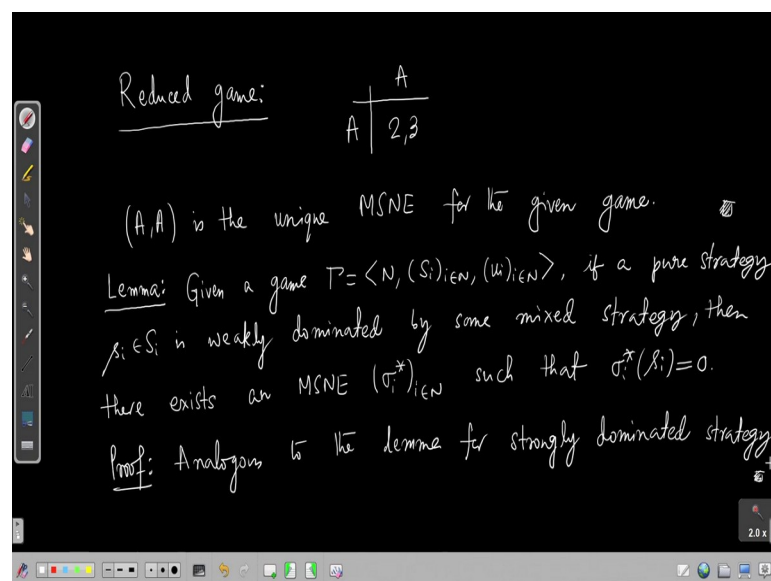 Reduced game:
A
A 2,3
(A,A) is the unique MSNE for the given game.
Lemma: Given a game Γ=<N, (Si)i∈N, (ui)i∈N>, if a pure strategy
si∈Si is weakly dominated by some mixed strategy, then
there exists an MSNE (σi*)i∈N such that σi*(si)=0.
Proof: Analogous to the lemma for strongly dominated strategy
2.0 x